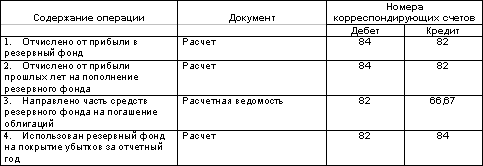 Содержание операции
Документ
Номера
корреспондирующих счетов
Дебет
Кредит
1. Отчислено от прибыли в
резервный фонд
Расчет
84
82
2. Отчислено от прибыли
прошлых лет на пополнение
резервного фонда
Расчет
84
82
3. Направлено часть средств
резервного фонда на погашение
облигаций
Расчетная ведомость
82
66,67
4. Использован резервный фонд
на покрытие убытков за отчетный
год
Расчет
82
84